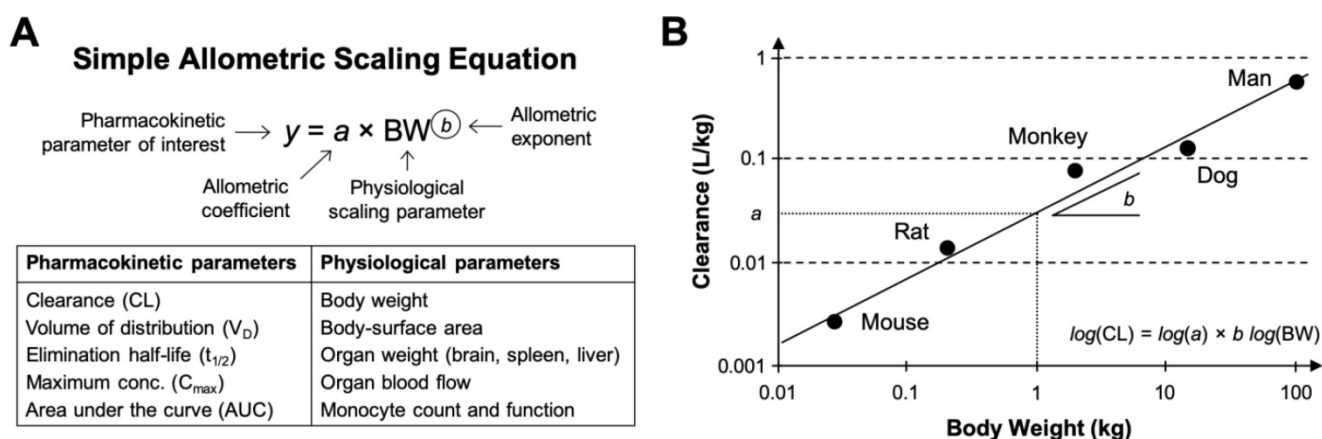 A
Simple Allometric Scaling Equation
Pharmacokinetic
parameter of interest
y = a × BW^b
Allometric
exponent
Allometric
coefficient
Physiological
scaling parameter
Pharmacokinetic parameters Physiological parameters
Clearance (CL) Body weight
Volume of distribution (V_D) Body-surface area
Elimination half-life (t_1/2) Organ weight (brain, spleen, liver)
Maximum conc. (C_max) Organ blood flow
Area under the curve (AUC) Monocyte count and function
B
Clearance (L/kg)
1
0.1
a
0.01
0.001
Man
Monkey
Dog
b
Rat
Mouse
log(CL) = log(a) × b log(BW)
0.01 0.1 1 10 100
Body Weight (kg)